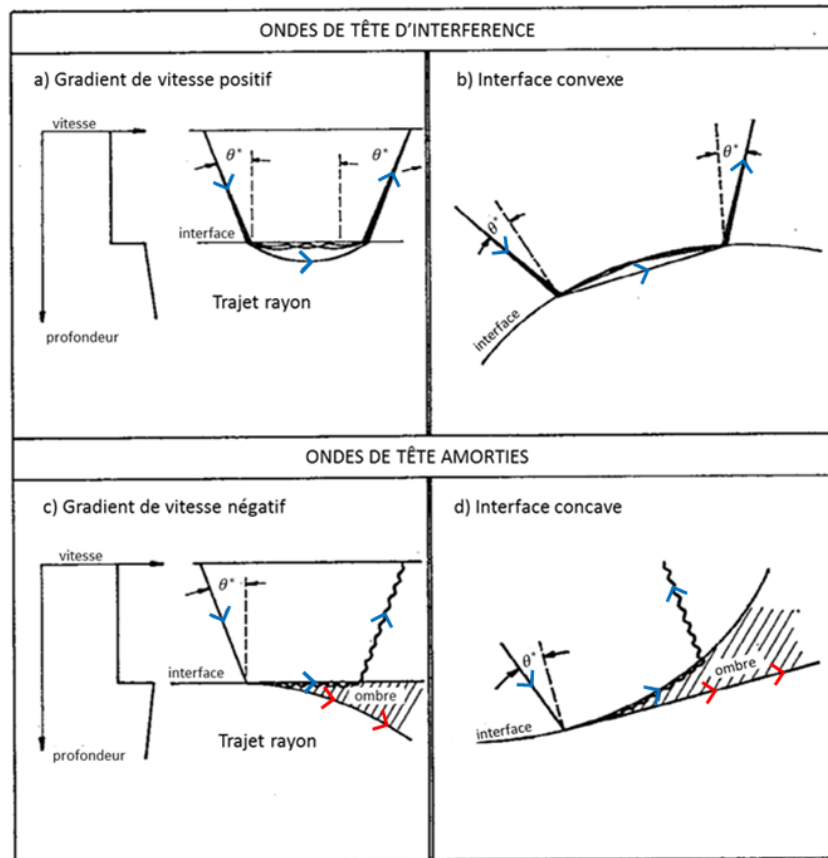 ONDES DE TÊTE D'INTERFERENCE
a) Gradient de vitesse positif
vitesse
θ*
θ*
interface
Trajet rayon
profondeur
b) Interface convexe
θ*
θ*
interface
ONDES DE TÊTE AMORTIES
c) Gradient de vitesse négatif
vitesse
θ*
interface
ombre
Trajet rayon
profondeur
d) Interface concave
θ*
ombre
interface